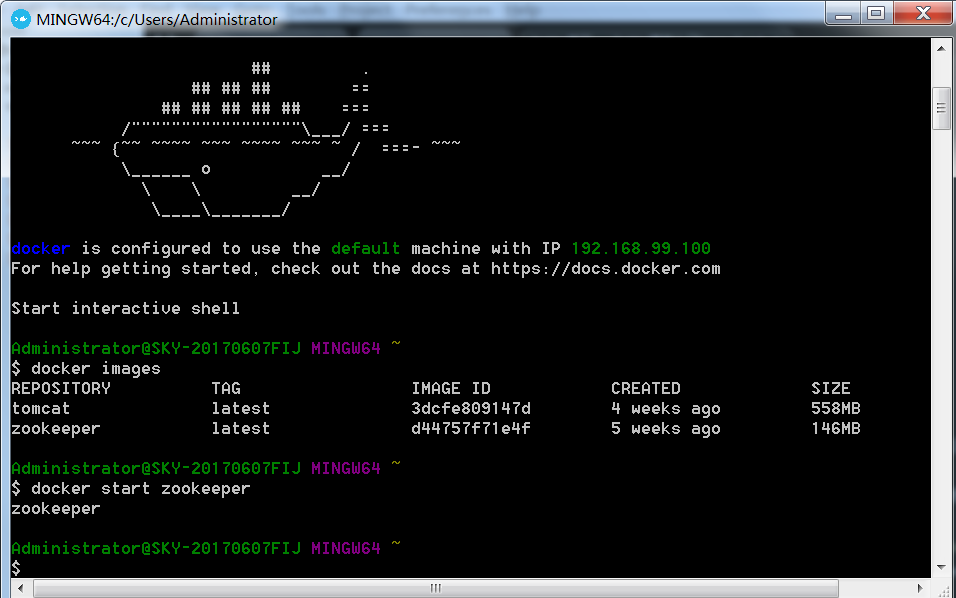 MINGW64:/c/Users/Administrator
## .
## ## ## ==
## ## ## ## ## ===
/"""""""""""""""""\___/ ===
~~~ {~~ ~~~~ ~~~ ~~~~ ~~~ ~ / ===- ~~~
\______ o __/
\ \ __/
\____\_______/
docker is configured to use the default machine with IP 192.168.99.100
For help getting started, check out the docs at https://docs.docker.com
Start interactive shell
Administrator@SKY-20170607FIJ MINGW64 ~
$ docker images
REPOSITORY TAG IMAGE ID CREATED SIZE
tomcat latest 3dcfe809147d 4 weeks ago 558MB
zookeeper latest d44757f71e4f 5 weeks ago 146MB
Administrator@SKY-20170607FIJ MINGW64 ~
$ docker start zookeeper
zookeeper
Administrator@SKY-20170607FIJ MINGW64 ~
$